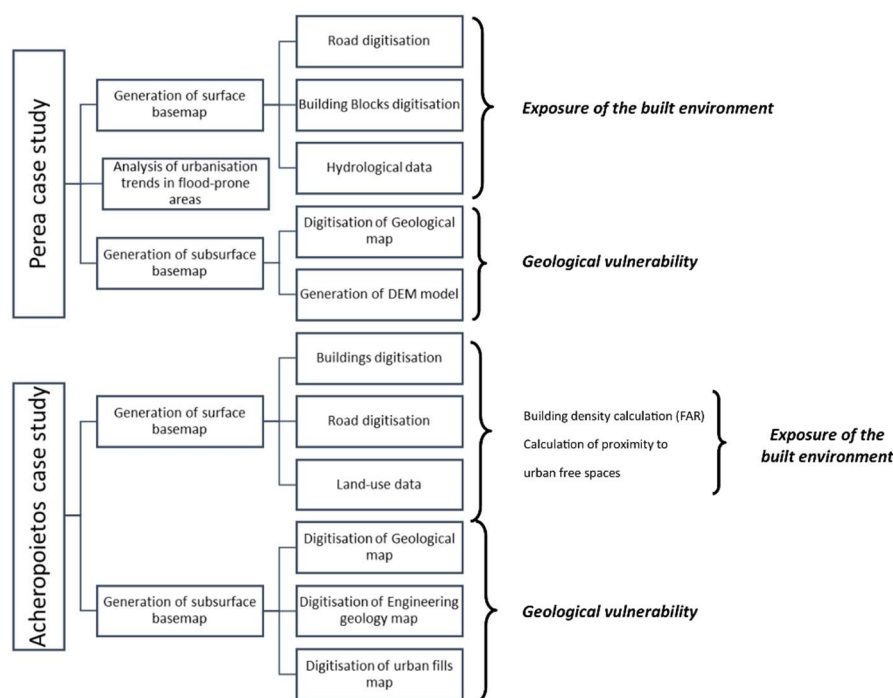 Perea case study
Generation of surface
basemap
Road digitisation
Building Blocks digitisation
Hydrological data
Exposure of the built environment
Analysis of urbanisation
trends in flood-prone
areas
Generation of subsurface
basemap
Digitisation of Geological
map
Generation of DEM model
Geological vulnerability
Acheropoietos case study
Generation of surface
basemap
Buildings digitisation
Road digitisation
Land-use data
Building density calculation (FAR)
Calculation of proximity to
urban free spaces
Exposure of the
built environment
Generation of subsurface
basemap
Digitisation of Geological
map
Digitisation of Engineering
geology map
Digitisation of urban fills
map
Geological vulnerability